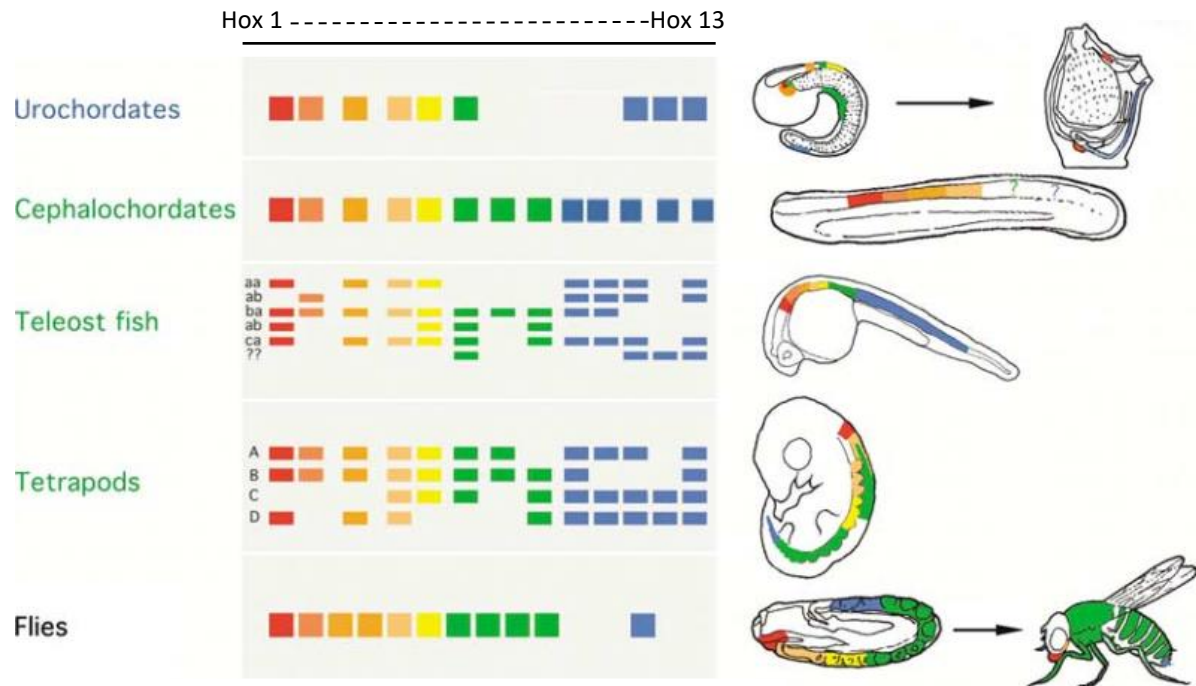 Hox 1 ------------------------------Hox 13
Urochordates
Cephalochordates
? ?
Teleost fish
aa
ab
ba
ab
ca
??
Tetrapods
A
B
C
D
Flies